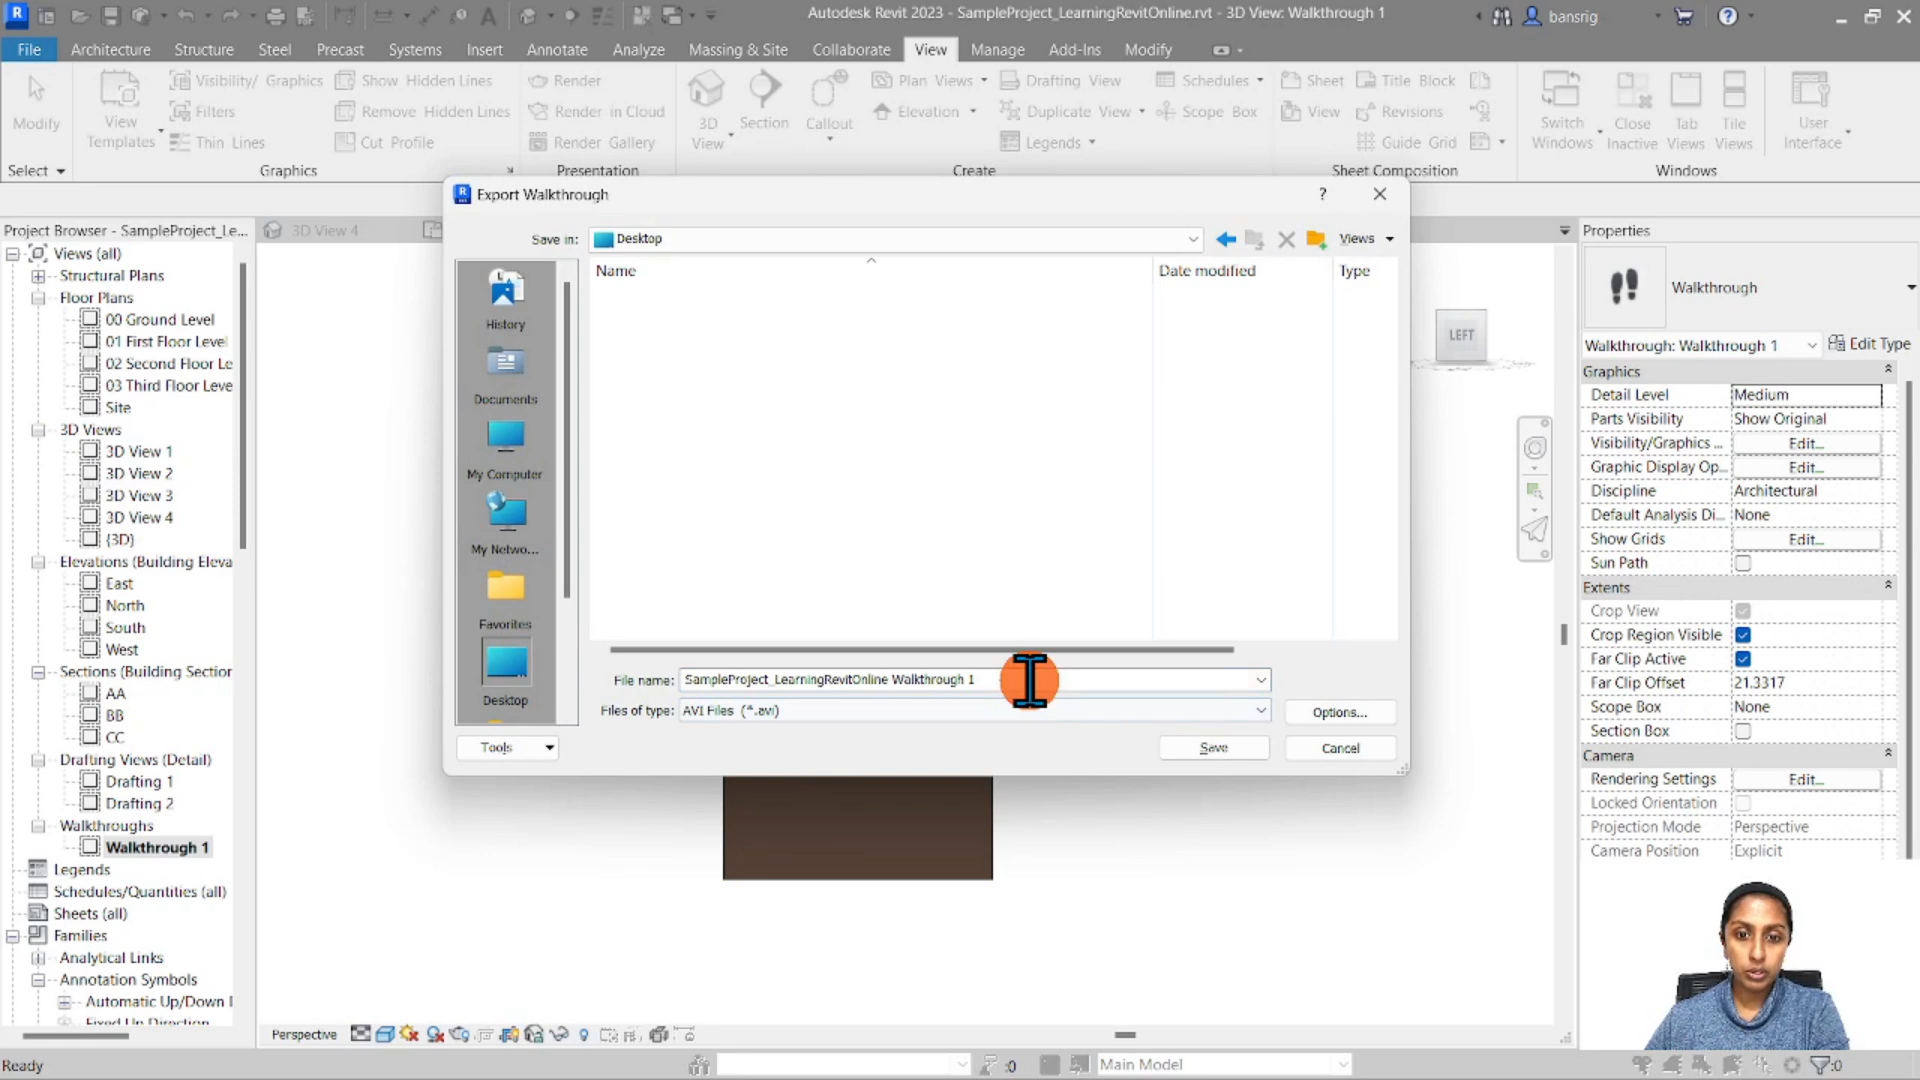 Autodesk Revit 2023 - SampleProject_LearningRevitOnline.rvt - 3D View: Walkthrough 1
bansrig
File Architecture Structure Steel Precast Systems Insert Annotate Analyze Massing & Site Collaborate View Manage Add-Ins Modify
Modify
View Templates
Visibility/ Graphics
Filters
Thin Lines
Show Hidden Lines
Remove Hidden Lines
Cut Profile
Render
Render in Cloud
Render Gallery
3D View
Section
Callout
Plan Views
Elevation
Drafting View
Duplicate View
Legends
Schedules
Scope Box
Sheet
View
Title Block
Revisions
Guide Grid
Switch Windows
Close Inactive
Tab Views
Tile Views
User Interface
Select Graphics Presentation Create Sheet Composition Windows
Project Browser - SampleProject_Le...
Views (all)
Structural Plans
Floor Plans
00 Ground Level
01 First Floor Level
02 Second Floor Le
03 Third Floor Leve
Site
3D Views
3D View 1
3D View 2
3D View 3
3D View 4
{3D}
Elevations (Building Eleva
East
North
South
West
Sections (Building Section
AA
BB
CC
Drafting Views (Detail)
Drafting 1
Drafting 2
Walkthroughs
Walkthrough 1
Legends
Schedules/Quantities (all)
Sheets (all)
Families
Analytical Links
Annotation Symbols
Automatic Up/Down
Fixed Up Direction
3D View 4
Export Walkthrough
?
Save in: Desktop
Views
Name Date modified Type
History
Documents
My Computer
My Netwo...
Favorites
Desktop
File name: SampleProject_LearningRevitOnline Walkthrough 1
Files of type: AVI Files (*.avi)
Options...
Tools
Save
Cancel
LEFT
Properties
Walkthrough
Walkthrough: Walkthrough 1 Edit Type
Graphics
Detail Level Medium
Parts Visibility Show Original
Visibility/Graphics ... Edit...
Graphic Display Op... Edit...
Discipline Architectural
Default Analysis Di... None
Show Grids Edit...
Sun Path
Extents
Crop View
Crop Region Visible
Far Clip Active
Far Clip Offset 21.3317
Scope Box None
Section Box
Camera
Rendering Settings Edit...
Locked Orientation
Projection Mode Perspective
Camera Position Explicit
Perspective
Ready
:0
Main Model
:0